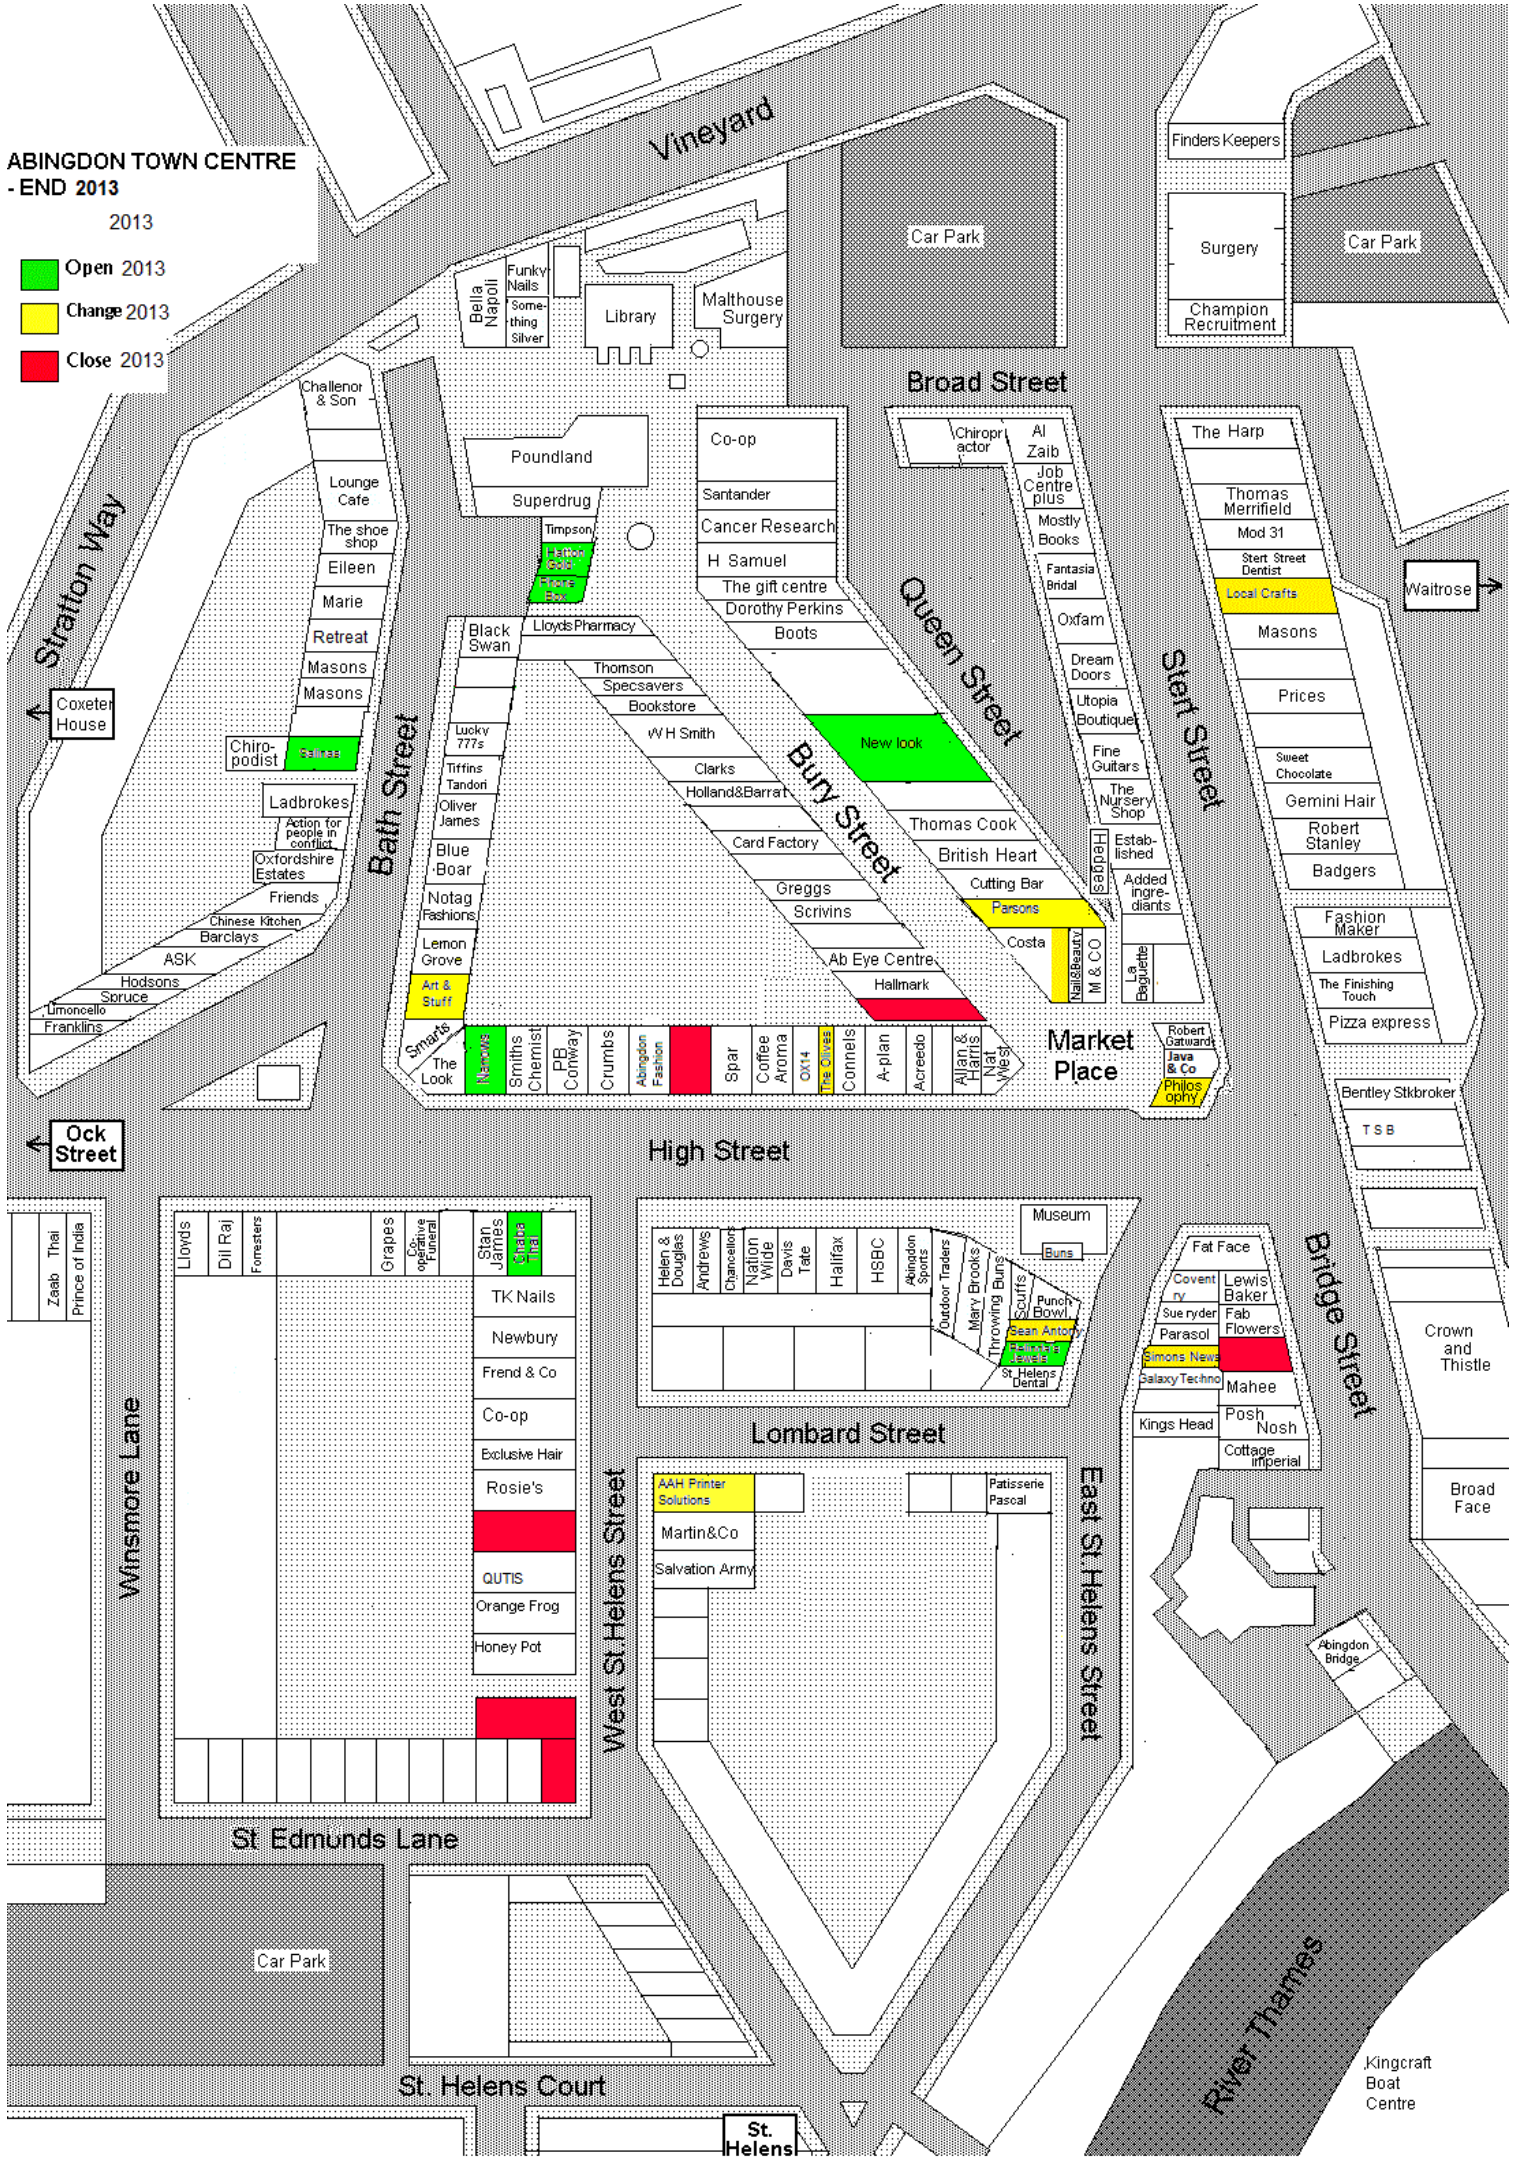 ABINGDON TOWN CENTRE
- END 2013
2013
Open 2013
Change 2013
Close 2013
Vineyard
Finders Keepers
Car Park
Surgery
Car Park
Champion
Recruitment
Bella
Napoli
Funky
Nails
Some-
thing
Silver
Library
Malthouse
Surgery
Broad Street
Challenor
& Son
Lounge
Cafe
The shoe
shop
Eileen
Marie
Retreat
Masons
Masons
Chiro-
podist
Salinas
Ladbrokes
Action for
people in
conflict
Oxfordshire
Estates
Friends
Chinese Kitchen
Barclays
ASK
Hodsons
Spruce
Limoncello
Franklins
Stratton Way
Coxeter
House
Bath Street
Poundland
Superdrug
Timpson
Hatton
Gold
Phone
Box
Black
Swan
Lloyds Pharmacy
Lucky
777s
Tiffins
Tandori
Oliver
James
Blue
Boar
Notag
Fashions
Lemon
Grove
Art &
Stuff
Smarts
The
Look
Thomson
Specsavers
Bookstore
W H Smith
Clarks
Holland&Barrat
Card Factory
Greggs
Scrivins
Ab Eye Centre
Hallmark
Bury Street
Co-op
Santander
Cancer Research
H Samuel
The gift centre
Dorothy Perkins
Boots
New look
Thomas Cook
British Heart
Cutting Bar
Parsons
Costa
Nail&Beauty
M & CO
Queen Street
Chiropr
actor
Al
Zaib
Job
Centre
plus
Mostly
Books
Fantasia
Bridal
Oxfam
Dream
Doors
Utopia
Boutique
Fine
Guitars
The
Nursery
Shop
Hedges
Estab-
lished
Added
ingre-
diants
La
Baguette
Stert Street
The Harp
Thomas
Merrifield
Mod 31
Stert Street
Dentist
Local Crafts
Masons
Prices
Sweet
Chocolate
Gemini Hair
Robert
Stanley
Badgers
Fashion
Maker
Ladbrokes
The Finishing
Touch
Pizza express
Waitrose
Narrows
Smiths
Chemist
PB
Conway
Crumbs
Abingdon
Fashion
Spar
Coffee
Aroma
OX14
The Olives
Connels
A-plan
Acreedo
Allan &
Harris
Nat
West
Market
Place
Robert
Gatward
Java
& Co
Philos
ophy
Bentley Stkbroker
T S B
Ock
Street
High Street
Zaab Thai
Prince of India
Lloyds
Dil Raj
Forresters
Grapes
Co-
operative
Funeral
Stan
James
Chaba
Thai
TK Nails
Newbury
Frend & Co
Co-op
Exclusive Hair
Rosie's
QUTIS
Orange Frog
Honey Pot
Winsmore Lane
West St.Helens Street
Helen &
Douglas
Andrews
Chancellors
Nation
Wide
Davis
Tate
Halifax
HSBC
Abingdon
Sports
Outdoor Traders
Mary Brooks
Throwing Buns
Scuffs
Punch
Bowl
Sean Antony
Jewels
St Helens
Dental
Museum
Buns
Lombard Street
AAH Printer
Solutions
Martin&Co
Salvation Army
Patisserie
Pascal
East St.Helens Street
Fat Face
Covent
ry
Lewis
Baker
Sue ryder
Fab
Flowers
Parasol
Simons News
Galaxy Techno
Mahee
Kings Head
Posh
Nosh
Cottage
imperial
Bridge Street
Crown
and
Thistle
Broad
Face
Abingdon
Bridge
St Edmunds Lane
Car Park
St. Helens Court
St.
Helens
River Thames
Kingcraft
Boat
Centre